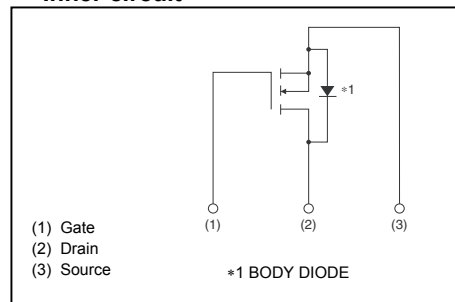 Inner circuit
*1
(1) (2) (3)
(1) Gate
(2) Drain
(3) Source
*1 BODY DIODE